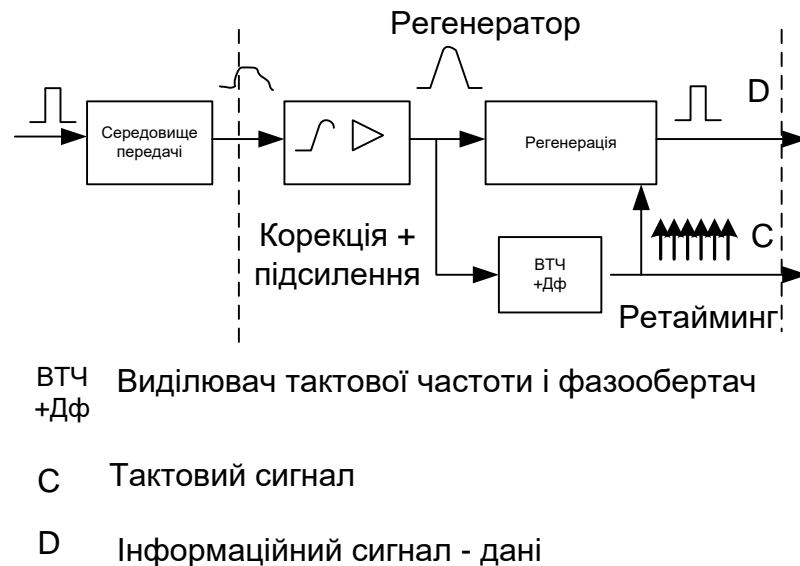 Регенератор
D
Середовище
передачі
Регенерація
Корекція +
підсилення
ВТЧ
+Дф
C
Ретайминг
ВТЧ
+Дф
Виділювач тактової частоти і фазообертач
C
Тактовий сигнал
D
Інформаційний сигнал - дані